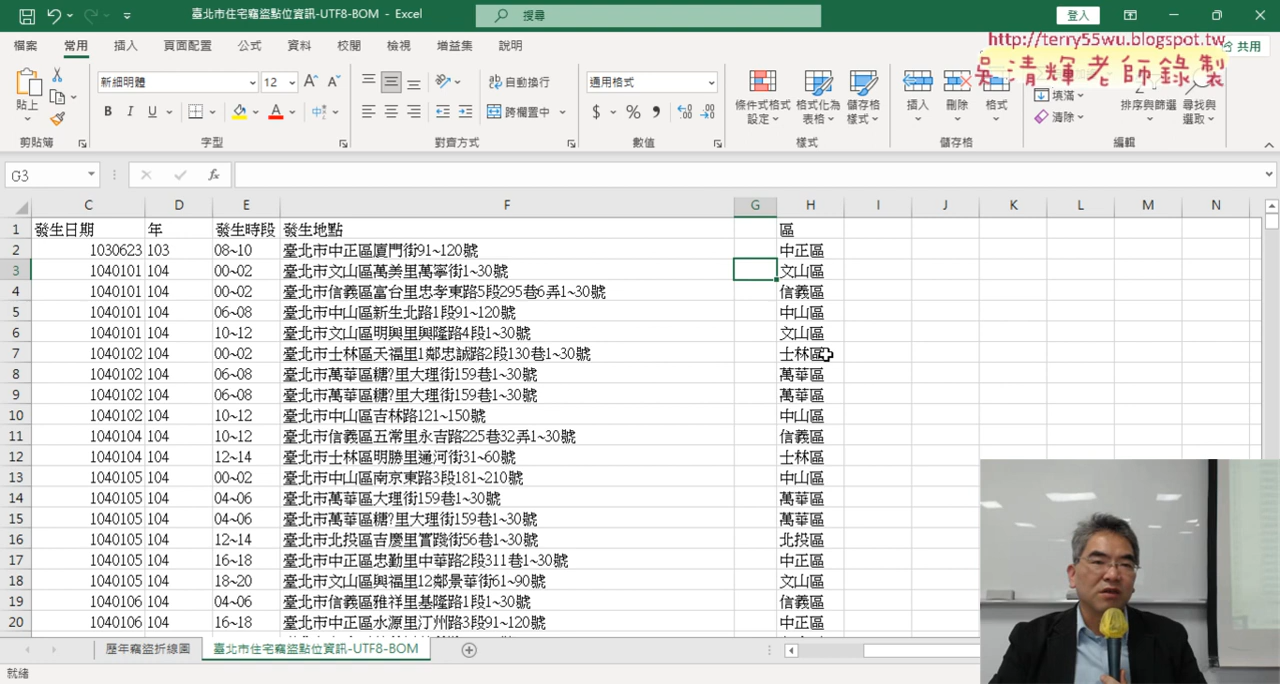 臺北市住宅竊盜點位資訊-UTF8-BOM - Excel
搜尋
登入
http://terry55wu.blogspot.tw
吳清輝老師錄製
檔案 常用 插入 頁面配置 公式 資料 校閱 檢視 增益集 說明 共用
貼上
新細明體 12
B I U
自動換行
跨欄置中
通用格式
$ % 9
條件式格式設定
格式化為表格
儲存格樣式
插入 刪除 格式
填滿
清除
排序與篩選 尋找與選取
剪貼簿 字型 對齊方式 數值 樣式 儲存格 編輯
G3 fx
C D E F G H I J K L M N
1 發生日期 年 發生時段 發生地點 區
2 1030623 103 08~10 臺北市中正區廈門街91~120號 中正區
3 1040101 104 00~02 臺北市文山區萬美里萬寧街1~30號 文山區
4 1040101 104 00~02 臺北市信義區富台里忠孝東路5段295巷6弄1~30號 信義區
5 1040101 104 06~08 臺北市中山區新生北路1段91~120號 中山區
6 1040101 104 10~12 臺北市文山區明興里興隆路4段1~30號 文山區
7 1040102 104 00~02 臺北市士林區天福里1鄰忠誠路2段130巷1~30號 士林區
8 1040102 104 06~08 臺北市萬華區糖?里大理街159巷1~30號 萬華區
9 1040102 104 06~08 臺北市萬華區糖?里大理街159巷1~30號 萬華區
10 1040102 104 10~12 臺北市中山區吉林路121~150號 中山區
11 1040104 104 10~12 臺北市信義區五常里永吉路225巷32弄1~30號 信義區
12 1040104 104 12~14 臺北市士林區明勝里通河街31~60號 士林區
13 1040105 104 00~02 臺北市中山區南京東路3段181~210號 中山區
14 1040105 104 04~06 臺北市萬華區大理街159巷1~30號 萬華區
15 1040105 104 04~06 臺北市萬華區糖?里大理街159巷1~30號 萬華區
16 1040105 104 12~14 臺北市北投區吉慶里實踐街56巷1~30號 北投區
17 1040105 104 16~18 臺北市中正區忠勤里中華路2段311巷1~30號 中正區
18 1040105 104 18~20 臺北市文山區興福里12鄰景華街61~90號 文山區
19 1040106 104 04~06 臺北市信義區雅祥里基隆路1段1~30號 信義區
20 1040106 104 16~18 臺北市中正區水源里汀州路3段91~120號 中正區
歷年竊盜折線圖 臺北市住宅竊盜點位資訊-UTF8-BOM
就緒